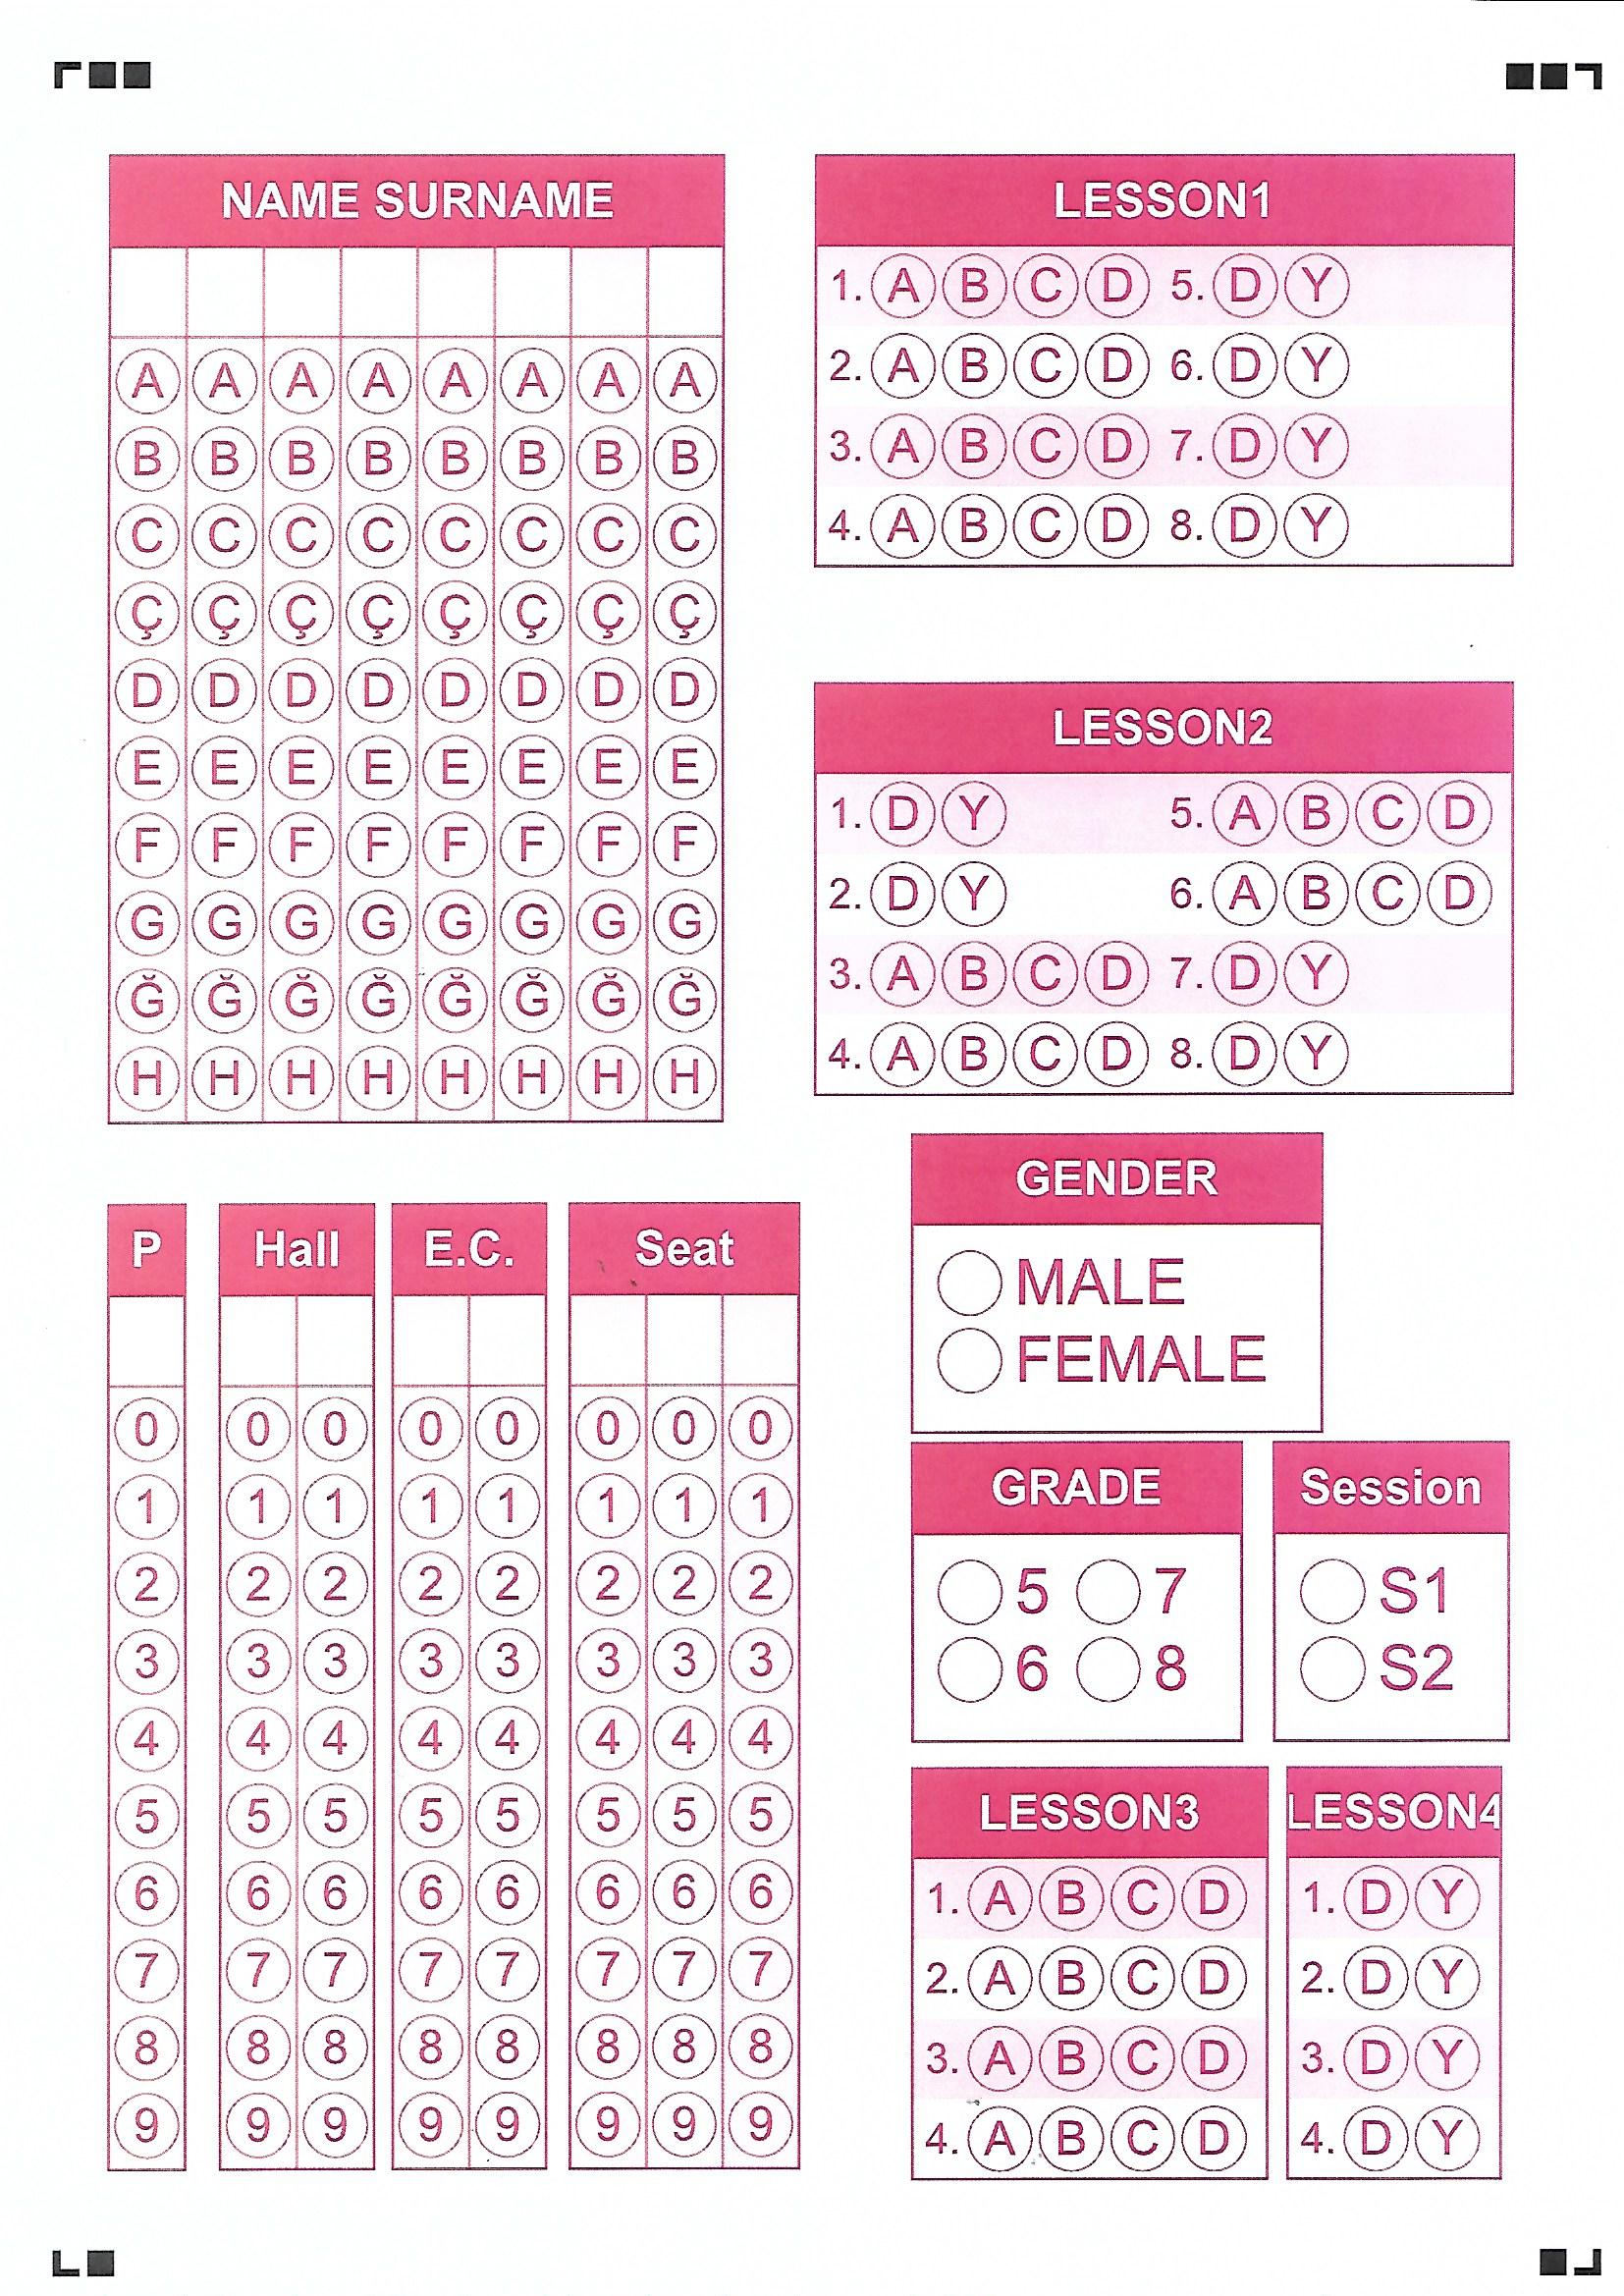 NAME SURNAME
A A A A A A A A
B B B B B B B B
C C C C C C C C
Ç Ç Ç Ç Ç Ç Ç Ç
D D D D D D D D
E E E E E E E E
F F F F F F F F
G G G G G G G G
Ğ Ğ Ğ Ğ Ğ Ğ Ğ Ğ
H H H H H H H H
LESSON1
1. A B C D 5. D Y
2. A B C D 6. D Y
3. A B C D 7. D Y
4. A B C D 8. D Y
LESSON2
1. D Y 5. A B C D
2. D Y 6. A B C D
3. A B C D 7. D Y
4. A B C D 8. D Y
P Hall E.C. Seat
0 0 0 0 0 0 0 0
1 1 1 1 1 1 1 1
2 2 2 2 2 2 2 2
3 3 3 3 3 3 3 3
4 4 4 4 4 4 4 4
5 5 5 5 5 5 5 5
6 6 6 6 6 6 6 6
7 7 7 7 7 7 7 7
8 8 8 8 8 8 8 8
9 9 9 9 9 9 9 9
GENDER
MALE
FEMALE
GRADE
5 7
6 8
Session
S1
S2
LESSON3
1. A B C D
2. A B C D
3. A B C D
4. A B C D
LESSON4
1. D Y
2. D Y
3. D Y
4. D Y